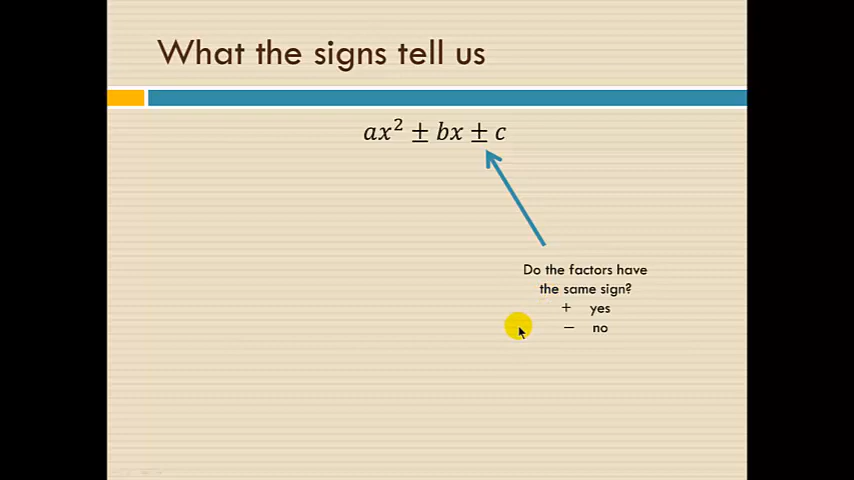 What the signs tell us
𝑎𝑥² ± 𝑏𝑥 ± 𝑐
Do the factors have
the same sign?
+ yes
− no